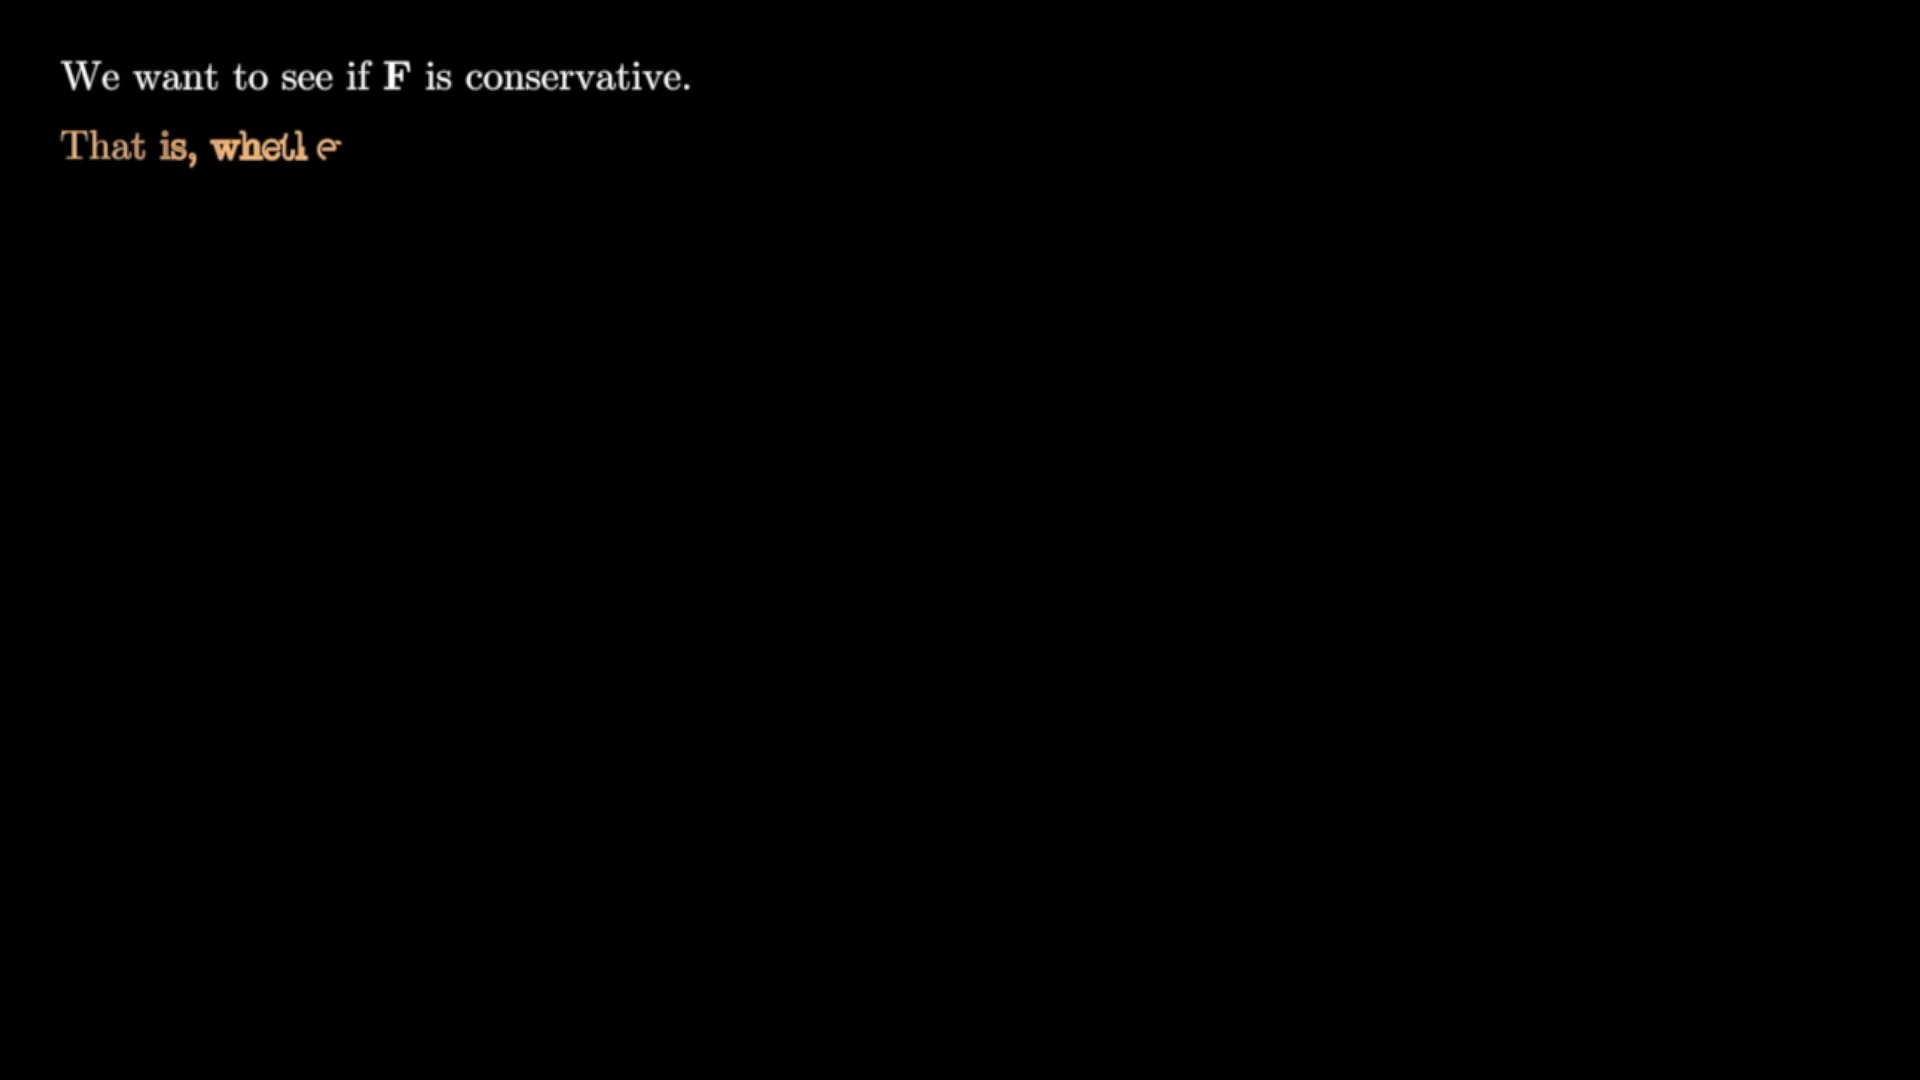 We want to see if F is conservative.
That is,